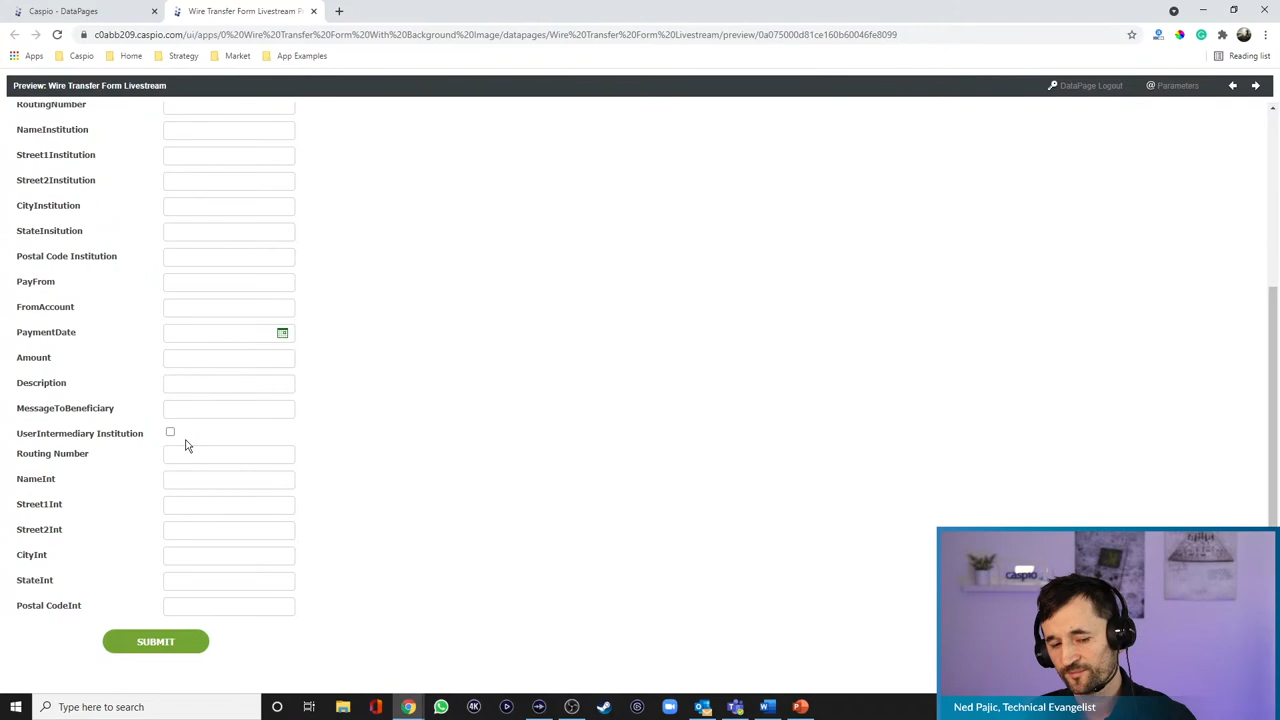 Caspio - DataPages
Wire Transfer Form Livestream P
c0abb209.caspio.com/ui/apps/0%20Wire%20Transfer%20Form%20With%20Background%20Image/datapages/Wire%20Transfer%20Form%20Livestream/preview/0a075000d81ce160b60046fe8099
Apps
Caspio
Home
Strategy
Market
App Examples
Reading list
Preview: Wire Transfer Form Livestream
DataPage Logout
@ Parameters
RoutingNumber
NameInstitution
Street1Institution
Street2Institution
CityInstitution
StateInsitution
Postal Code Institution
PayFrom
FromAccount
PaymentDate
Amount
Description
MessageToBeneficiary
UserIntermediary Institution
Routing Number
NameInt
Street1Int
Street2Int
CityInt
StateInt
Postal CodeInt
SUBMIT
caspio
Ned Pajic, Technical Evangelist
Type here to search
4K